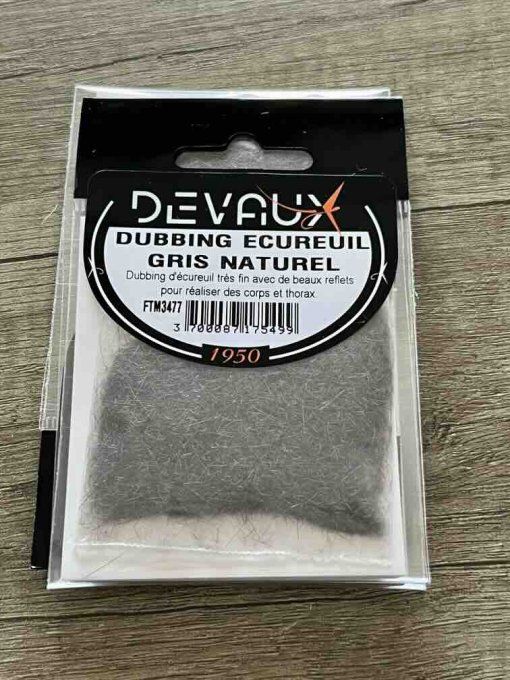 DEVAUX
DUBBING ECUREUIL
GRIS NATUREL
Dubbing d'écureuil très fin avec de beaux reflets
pour réaliser des corps et thorax.
FTM3477
3 700087 175499
1950